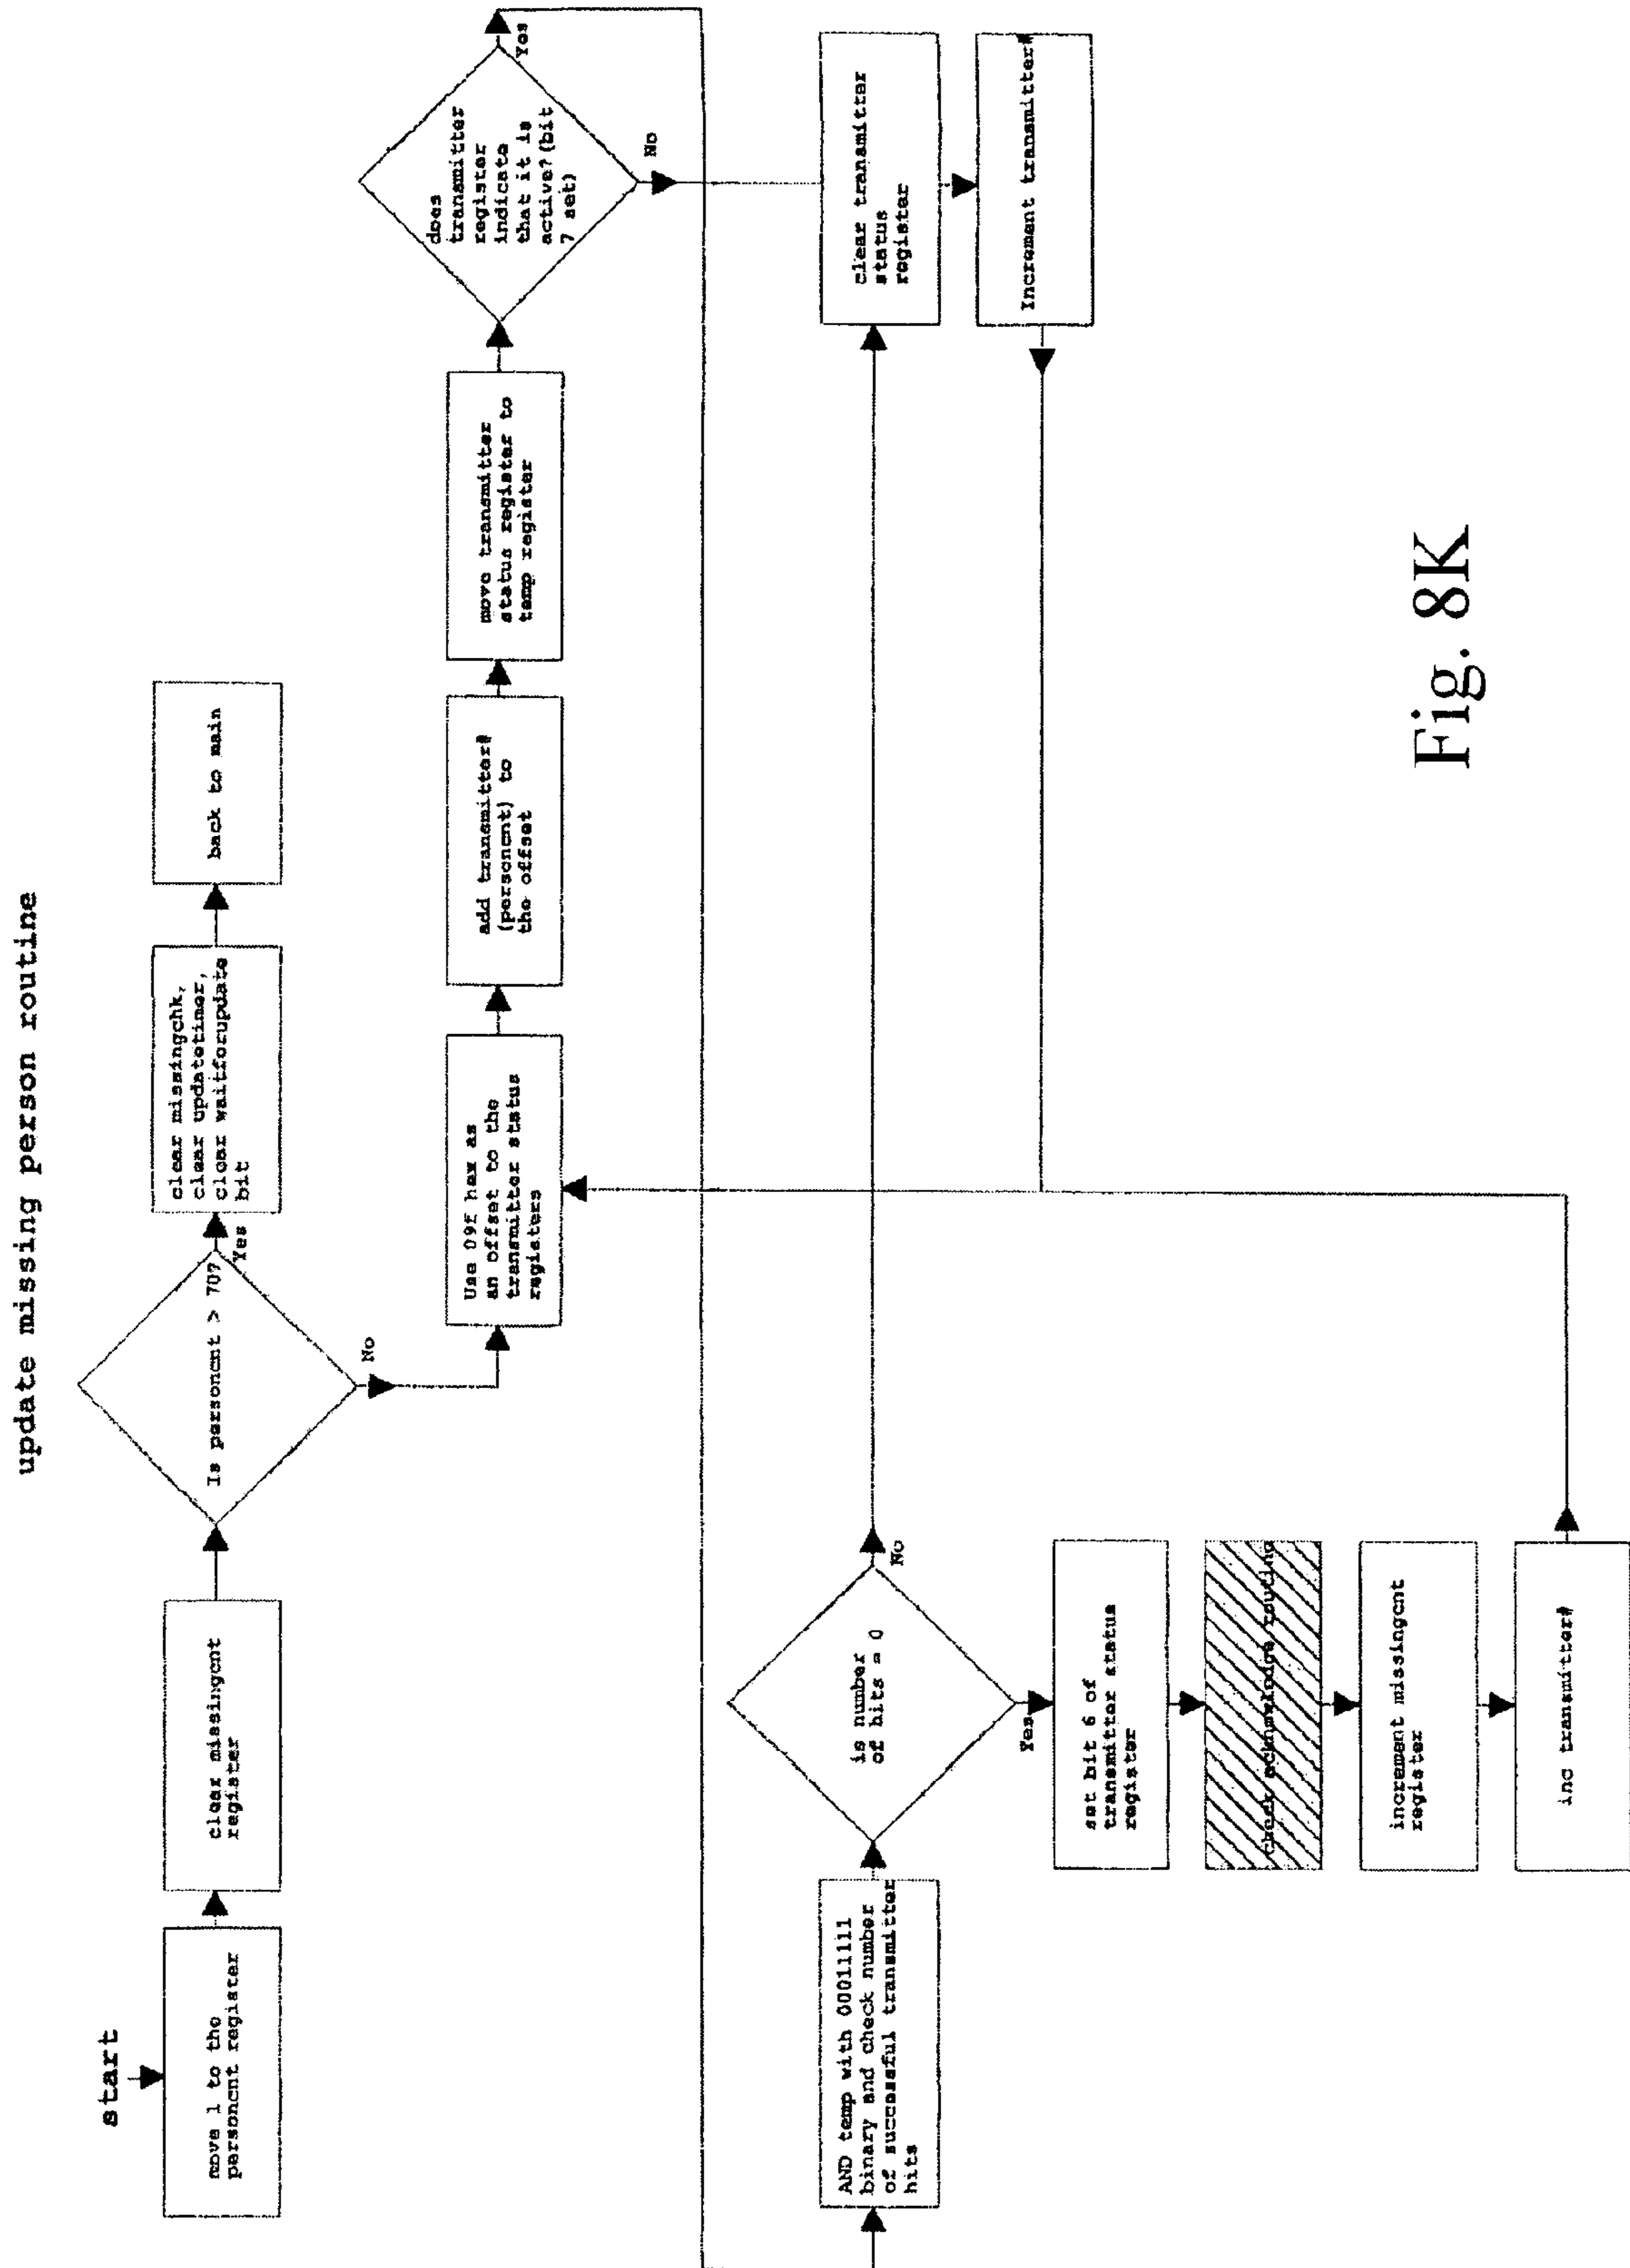 update missing person routine
start
move 1 to the
personcnt register
clear missingcnt
register
Is personcnt > 70?
Yes
No
clear missingchk,
clear updatetimer,
clear waitforupdate
bit
back to main
Use 09F hex as
an offset to the
transmitter status
registers
add transmitter#
(personcnt) to
the offset
move transmitter
status register to
temp register
does
transmitter
register
indicate
that it is
active?(bit
7 set)
Yes
No
AND temp with 00011111
binary and check number
of successful transmitter
hits
is number
of hits = 0
No
Yes
clear transmitter
status
register
Increment transmitter#
set bit 6 of
transmitter status
register
Check acknowledge routine
increment missingcnt
register
inc transmitter#
Fig. 8K